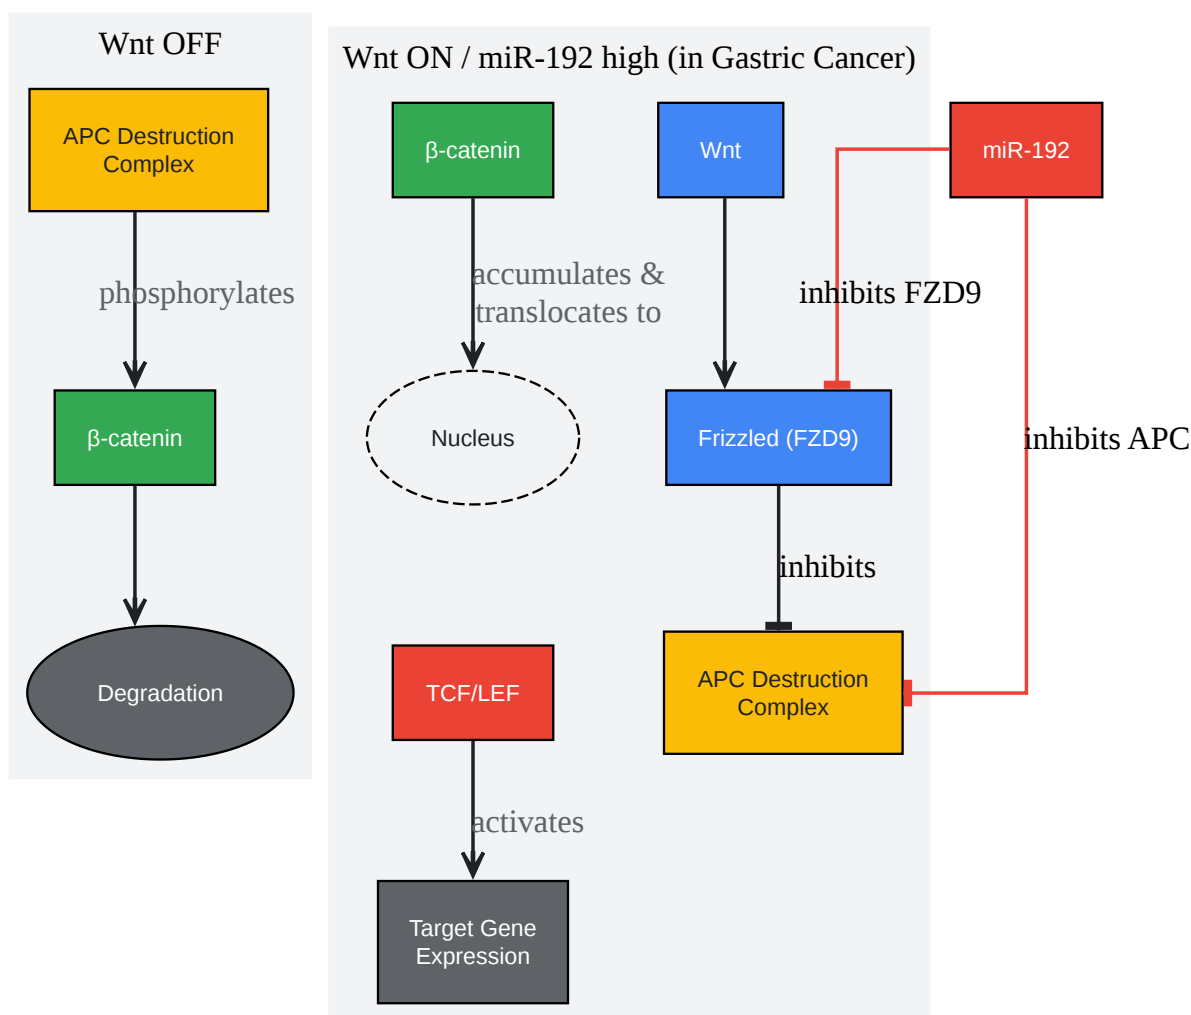 Wnt OFF
APC Destruction
Complex
phosphorylates
β-catenin
Degradation
Wnt ON / miR-192 high (in Gastric Cancer)
β-catenin
Wnt
miR-192
accumulates &
translocates to
inhibits FZD9
Nucleus
Frizzled (FZD9)
inhibits APC
inhibits
TCF/LEF
APC Destruction
Complex
activates
Target Gene
Expression